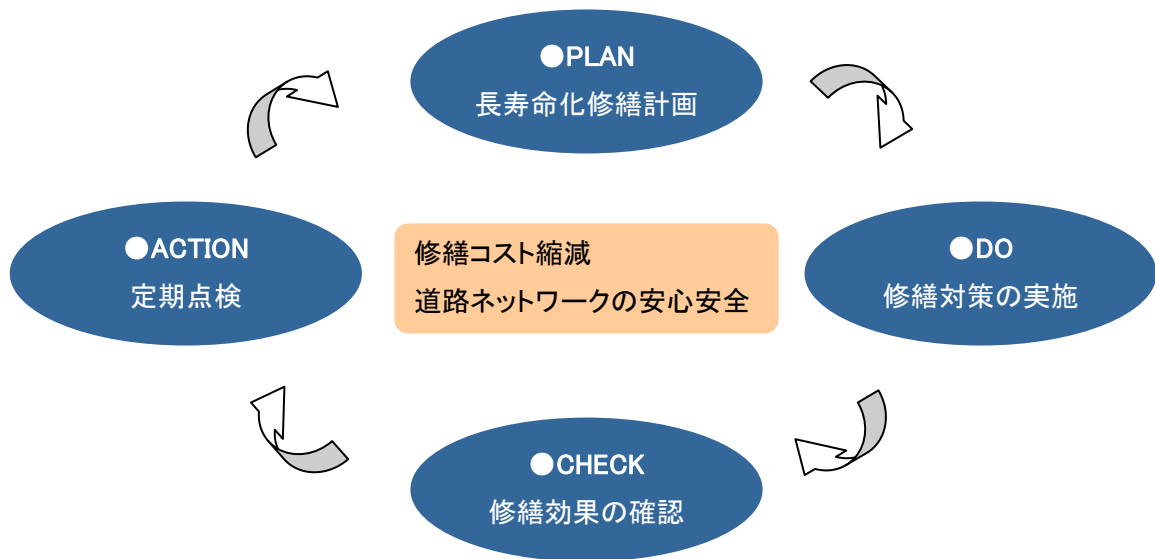 ●PLAN
長寿命化修繕計画
●ACTION
定期点検
修繕コスト縮減
道路ネットワークの安心安全
●DO
修繕対策の実施
●CHECK
修繕効果の確認